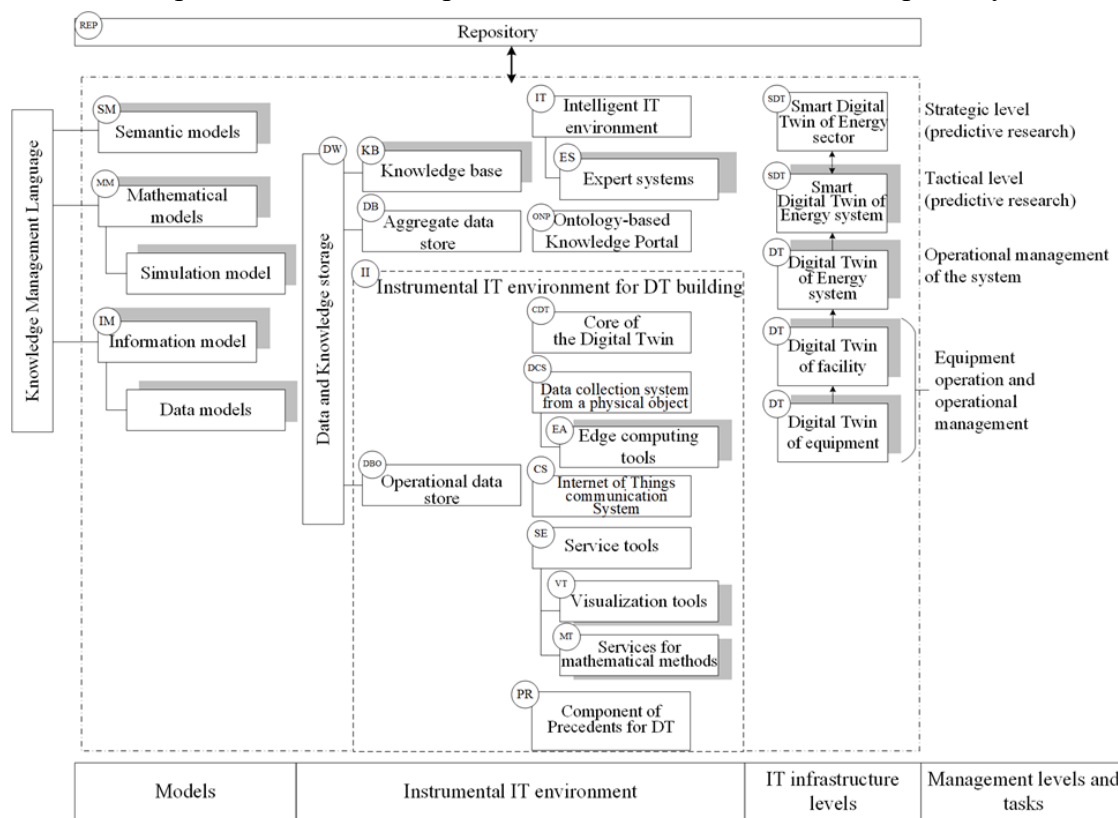 REP
Repository
SM
Semantic models
MM
Mathematical
models
Simulation model
IM
Information model
Data models
Knowledge Management Language
Data and Knowledge storage
DW
KB
Knowledge base
DB
Aggregate data
store
IT
Intelligent IT
environment
ES
Expert systems
ONP
Ontology-based
Knowledge Portal
II
Instrumental IT environment for DT building
CDT
Core of
the Digital Twin
DCS
Data collection system
from a physical object
EA
Edge computing
tools
DBO
Operational data
store
CS
Internet of Things
communication
System
SE
Service tools
VT
Visualization tools
MT
Services for
mathematical methods
PR
Component of
Precedents for DT
SDT
Smart Digital
Twin of Energy
sector
SDT
Smart
Digital Twin of
Energy system
DT
Digital Twin
of Energy
system
DT
Digital Twin
of facility
DT
Digital Twin
of equipment
Strategic level
(predictive research)
Tactical level
(predictive research)
Operational management
of the system
Equipment
operation and
operational
management
Models
Instrumental IT environment
IT infrastructure
levels
Management levels and
tasks